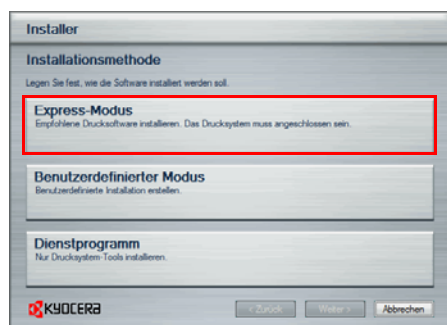 Installer
Installationsmethode
Legen Sie fest, wie die Software installiert werden soll.
Express-Modus
Empfohlene Drucksoftware installieren. Das Drucksystem muss angeschlossen sein.
Benutzerdefinierter Modus
Benutzerdefinierte Installation erstellen.
Dienstprogramm
Nur Drucksystem-Tools installieren.
KYOCERA
< Zurück
Weiter >
Abbrechen